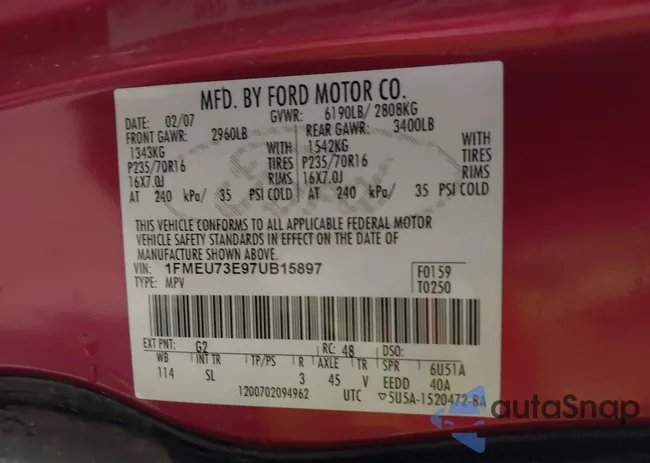 MFD. BY FORD MOTOR CO.
DATE: 02/07 GVWR: 6190LB/ 2808KG
FRONT GAWR: 2960LB REAR GAWR: 3400LB
1343KG WITH 1542KG WITH
P235/70R16 TIRES P235/70R16 TIRES
16X7.0J RIMS 16X7.0J RIMS
AT 240 kPa/ 35 PSI COLD AT 240 kPa/ 35 PSI COLD
THIS VEHICLE CONFORMS TO ALL APPLICABLE FEDERAL MOTOR
VEHICLE SAFETY STANDARDS IN EFFECT ON THE DATE OF
MANUFACTURE SHOWN ABOVE.
VIN: 1FMEU73E97UB15897 F0159
TYPE: MPV T0250
EXT PNT: G2 RC: 48 DSO:
WB INT TR TP/PS R AXLE TR SPR 6U51A
114 SL 3 45 V EEDD 40A
1200702094962 UTC ▽5U5A-1520472-BA
autoSnap